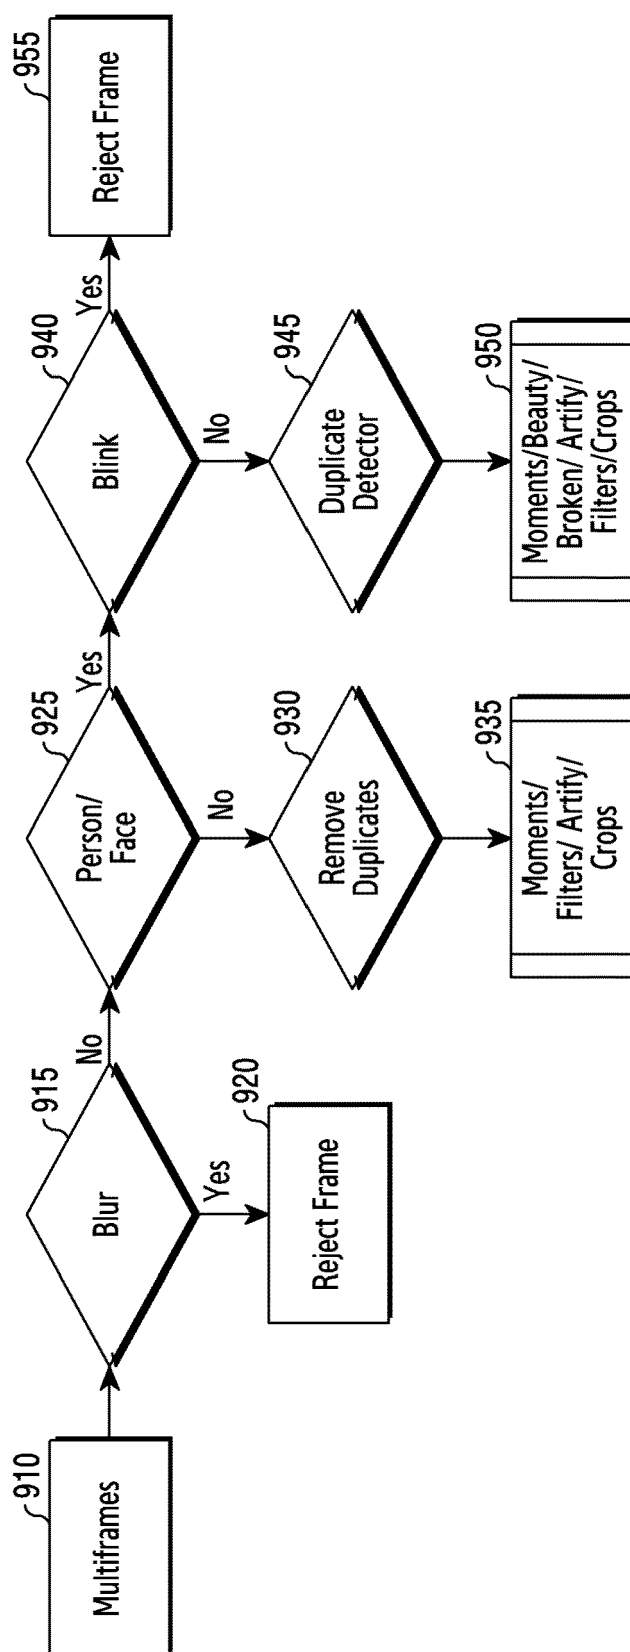 910
Multiframes
915
Blur
No
Yes
920
Reject Frame
925
Person/
Face
Yes
No
930
Remove
Duplicates
935
Moments/
Filters/ Artify/
Crops
940
Blink
Yes
No
945
Duplicate
Detector
950
Moments/Beauty/
Broken/ Artify/
Filters/Crops
955
Reject Frame